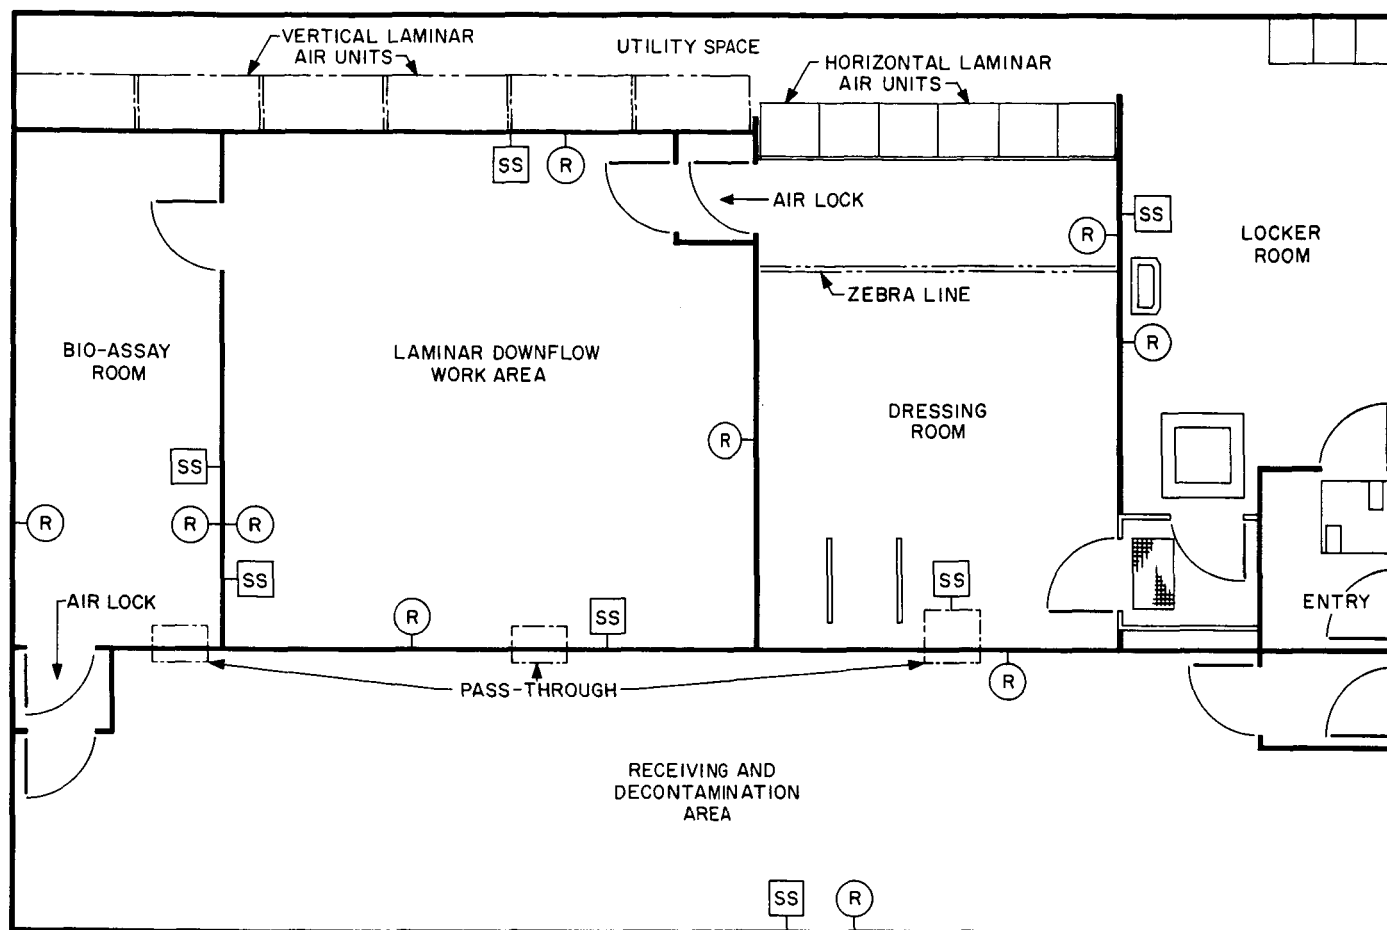 VERTICAL LAMINAR
AIR UNITS
UTILITY SPACE
HORIZONTAL LAMINAR
AIR UNITS
SS
R
AIR LOCK
SS
R
LOCKER
ROOM
ZEBRA LINE
R
BIO-ASSAY
ROOM
LAMINAR DOWNFLOW
WORK AREA
DRESSING
ROOM
R
SS
R
R
R
SS
SS
AIR LOCK
R
SS
ENTRY
PASS-THROUGH
R
RECEIVING AND
DECONTAMINATION
AREA
SS
R